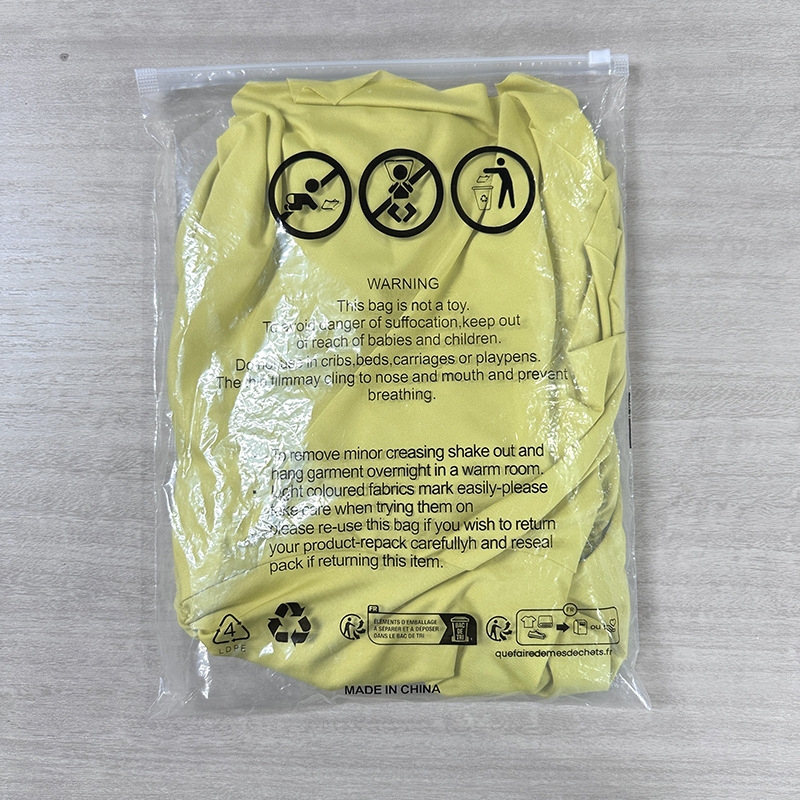 WARNING
This bag is not a toy.
To avoid danger of suffocation,keep out
of reach of babies and children.
Do not use in cribs,beds,carriages or playpens.
The thin filmmay cling to nose and mouth and prevent
breathing.
• To remove minor creasing shake out and
hang garment overnight in a warm room.
• Light coloured fabrics mark easily-please
take care when trying them on
please re-use this bag if you wish to return
your product-repack carefullyh and reseal
pack if returning this item.
4
LDPE
FR
ÉLÉMENTS D'EMBALLAGE
À SÉPARER ET À DÉPOSER
DANS LE BAC DE TRI
BAC
DE
TRI
FR
OU
quefairedemesdechets.fr
MADE IN CHINA